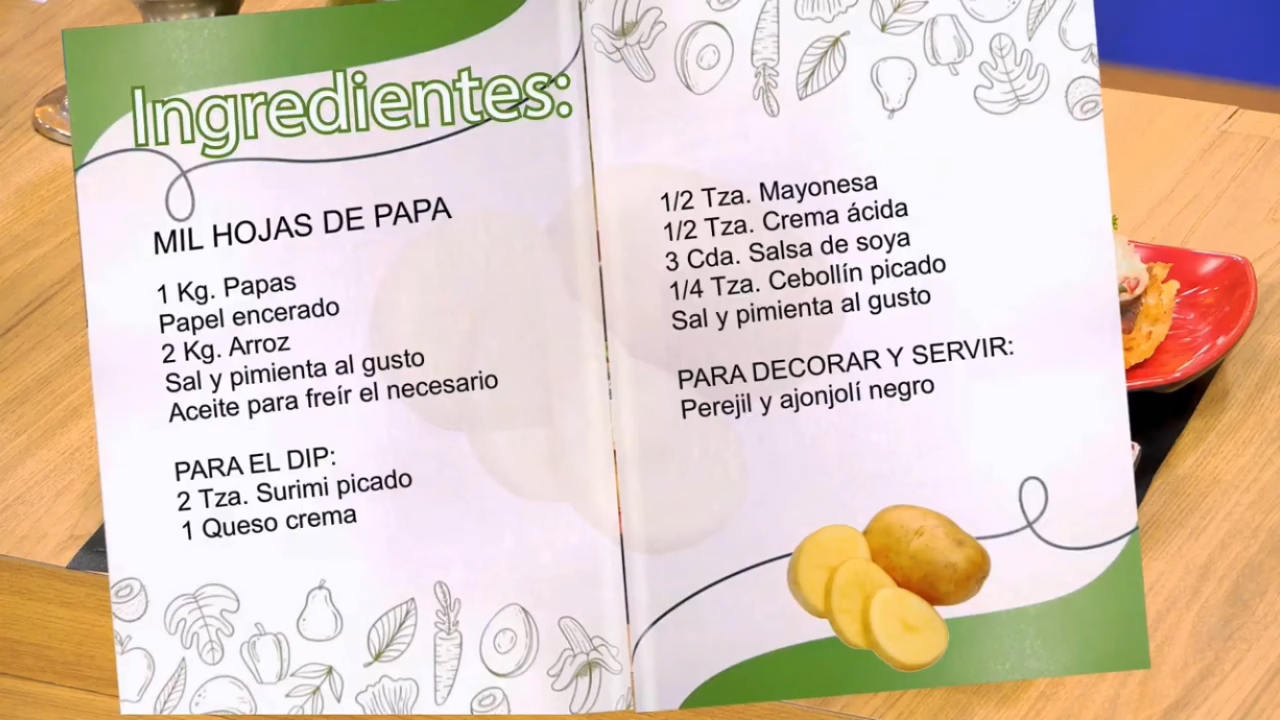 Ingredientes:
MIL HOJAS DE PAPA
1 Kg. Papas
Papel encerado
2 Kg. Arroz
Sal y pimienta al gusto
Aceite para freír el necesario
PARA EL DIP:
2 Tza. Surimi picado
1 Queso crema
1/2 Tza. Mayonesa
1/2 Tza. Crema ácida
3 Cda. Salsa de soya
1/4 Tza. Cebollín picado
Sal y pimienta al gusto
PARA DECORAR Y SERVIR:
Perejil y ajonjolí negro